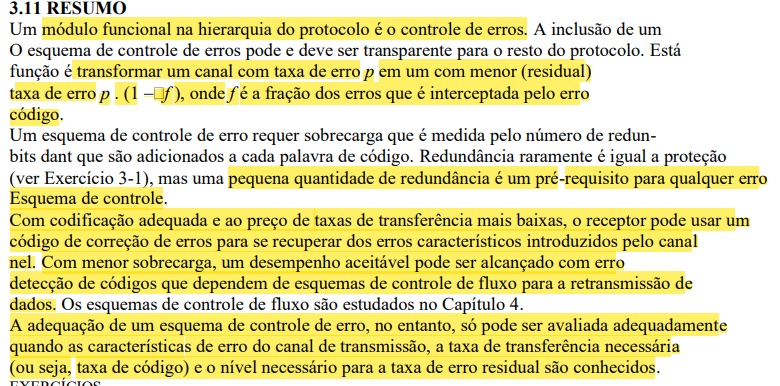 3.11 RESUMO
Um módulo funcional na hierarquia do protocolo é o controle de erros. A inclusão de um
O esquema de controle de erros pode e deve ser transparente para o resto do protocolo. Está
função é transformar um canal com taxa de erro p em um com menor (residual)
taxa de erro p . (1 – f ), onde f é a fração dos erros que é interceptada pelo erro
código.
Um esquema de controle de erro requer sobrecarga que é medida pelo número de redun-
bits dant que são adicionados a cada palavra de código. Redundância raramente é igual a proteção
(ver Exercício 3-1), mas uma pequena quantidade de redundância é um pré-requisito para qualquer erro
Esquema de controle.
Com codificação adequada e ao preço de taxas de transferência mais baixas, o receptor pode usar um
código de correção de erros para se recuperar dos erros característicos introduzidos pelo canal
nel. Com menor sobrecarga, um desempenho aceitável pode ser alcançado com erro
detecção de códigos que dependem de esquemas de controle de fluxo para a retransmissão de
dados. Os esquemas de controle de fluxo são estudados no Capítulo 4.
A adequação de um esquema de controle de erro, no entanto, só pode ser avaliada adequadamente
quando as características de erro do canal de transmissão, a taxa de transferência necessária
(ou seja, taxa de código) e o nível necessário para a taxa de erro residual são conhecidos.
EXERCÍCIOS